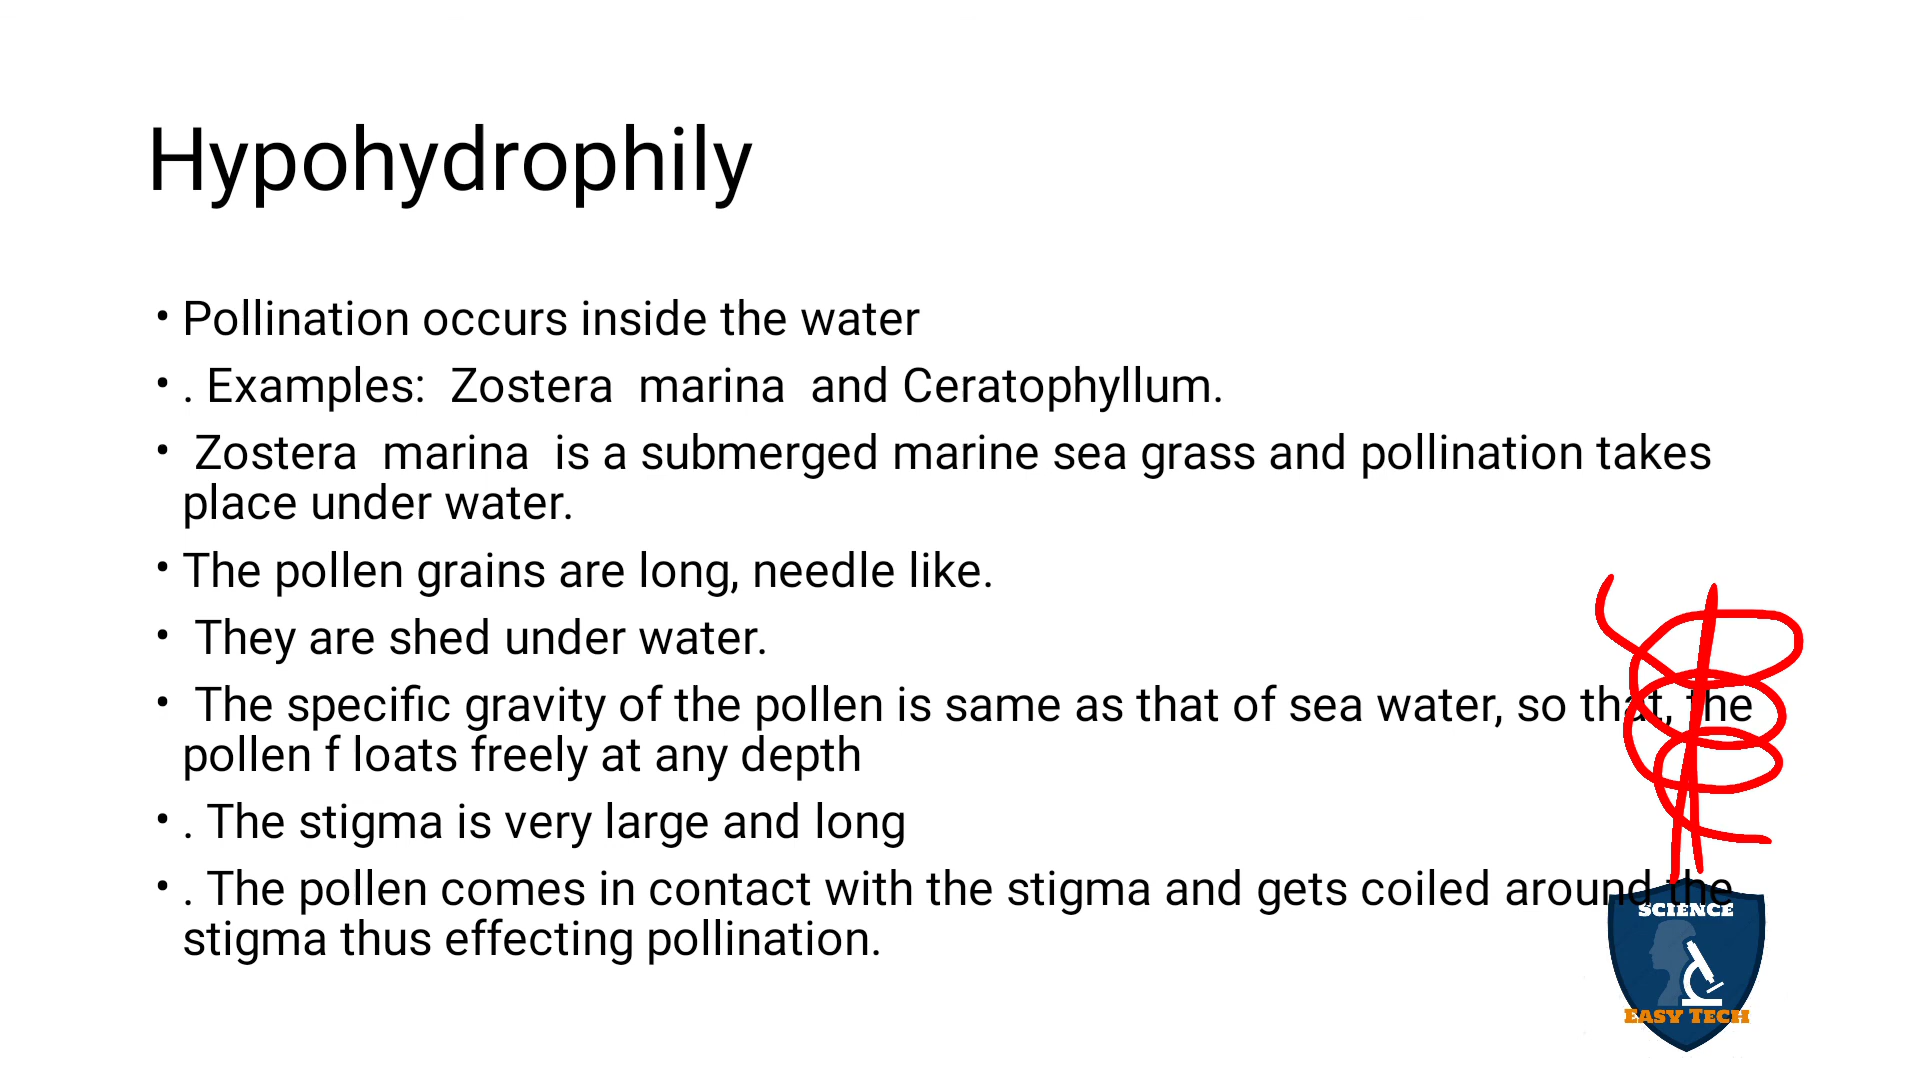 Hypohydrophily
• Pollination occurs inside the water
• . Examples:  Zostera  marina  and Ceratophyllum.
•  Zostera  marina  is a submerged marine sea grass and pollination takes
place under water.
• The pollen grains are long, needle like.
•  They are shed under water.
•  The specific gravity of the pollen is same as that of sea water, so that, the
pollen f loats freely at any depth
• . The stigma is very large and long
• . The pollen comes in contact with the stigma and gets coiled around the
stigma thus effecting pollination.
SCIENCE
EASY TECH